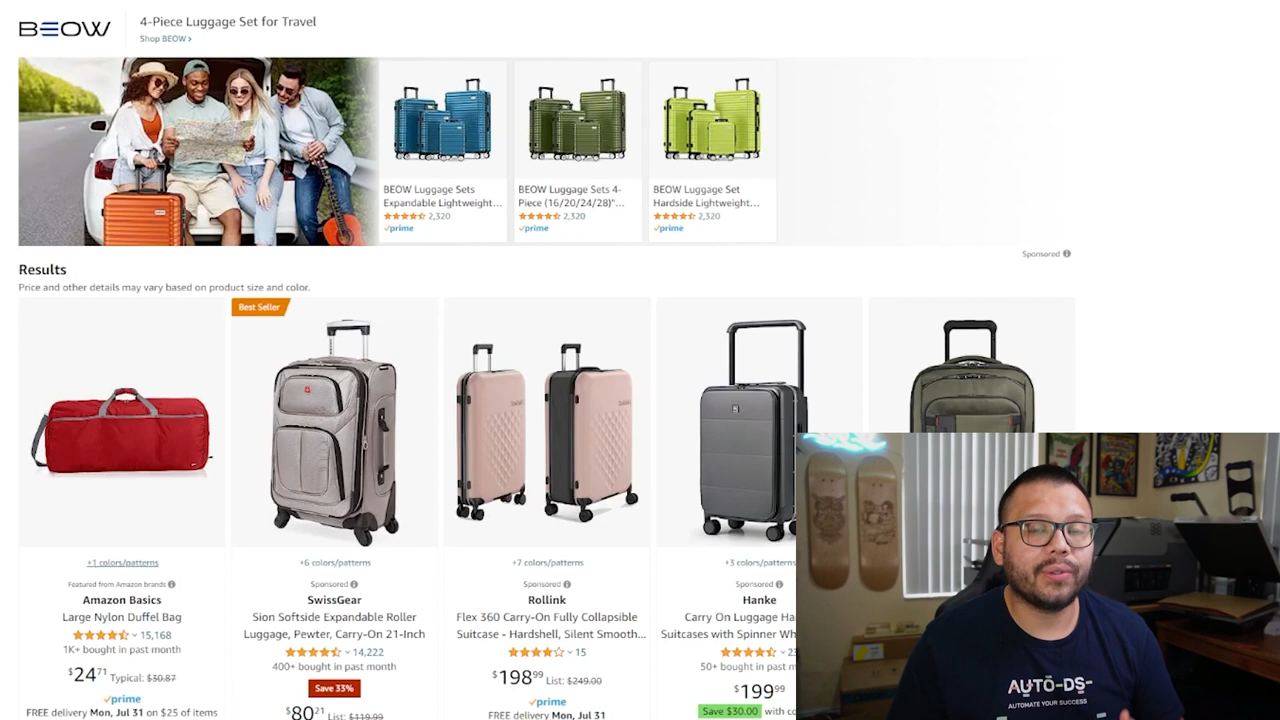 BEOW
4-Piece Luggage Set for Travel
Shop BEOW ›
BEOW Luggage Sets
Expandable Lightweight…
2,320
prime
BEOW Luggage Sets 4-
Piece (16/20/24/28)"…
2,320
prime
BEOW Luggage Set
Hardside Lightweight…
2,320
prime
Sponsored
Results
Price and other details may vary based on product size and color.
Best Seller
+1 colors/patterns
Featured from Amazon brands
Amazon Basics
Large Nylon Duffel Bag
15,168
1K+ bought in past month
$24.71 Typical: $30.87
prime
FREE delivery Mon, Jul 31 on $25 of items
+6 colors/patterns
Sponsored
SwissGear
Sion Softside Expandable Roller
Luggage, Pewter, Carry-On 21-Inch
14,222
400+ bought in past month
Save 33%
$80.21 List: $119.99
+7 colors/patterns
Sponsored
Rollink
Flex 360 Carry-On Fully Collapsible
Suitcase - Hardshell, Silent Smooth…
15
$198.99 List: $249.00
prime
FREE delivery Mon, Jul 31
+3 colors/patterns
Sponsored
Hanke
Carry On Luggage
Suitcases with Spinner
50+ bought in past month
$199.99
Save $30.00 with
AUTO-DS
AUTOMATE YOUR SUCCESS